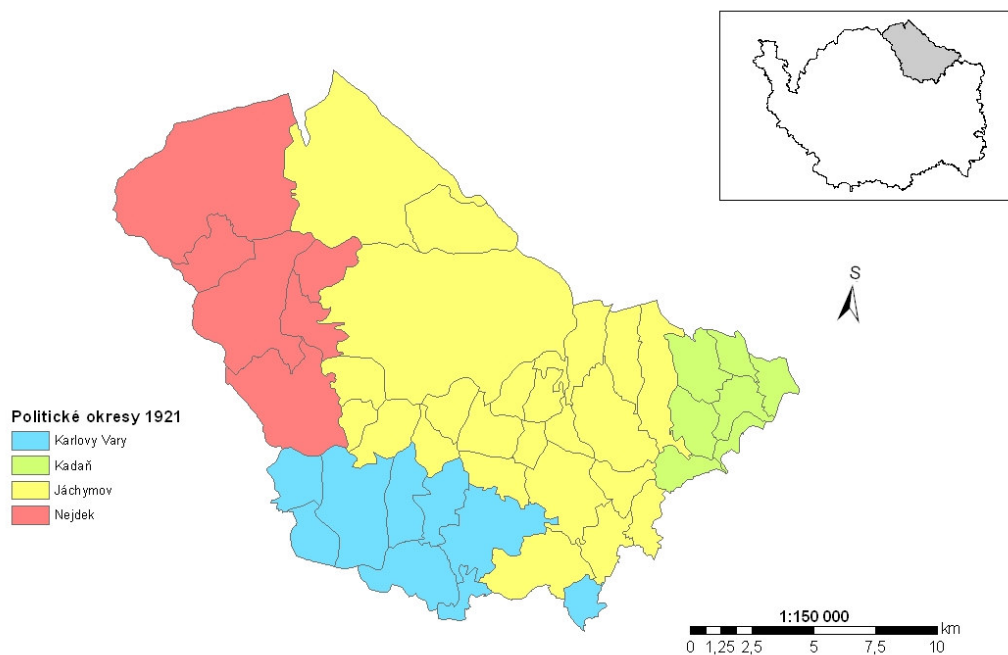 S
Politické okresy 1921
Karlovy Vary
Kadaň
Jáchymov
Nejdek
1:150 000
km
0 1,25 2,5 5 7,5 10